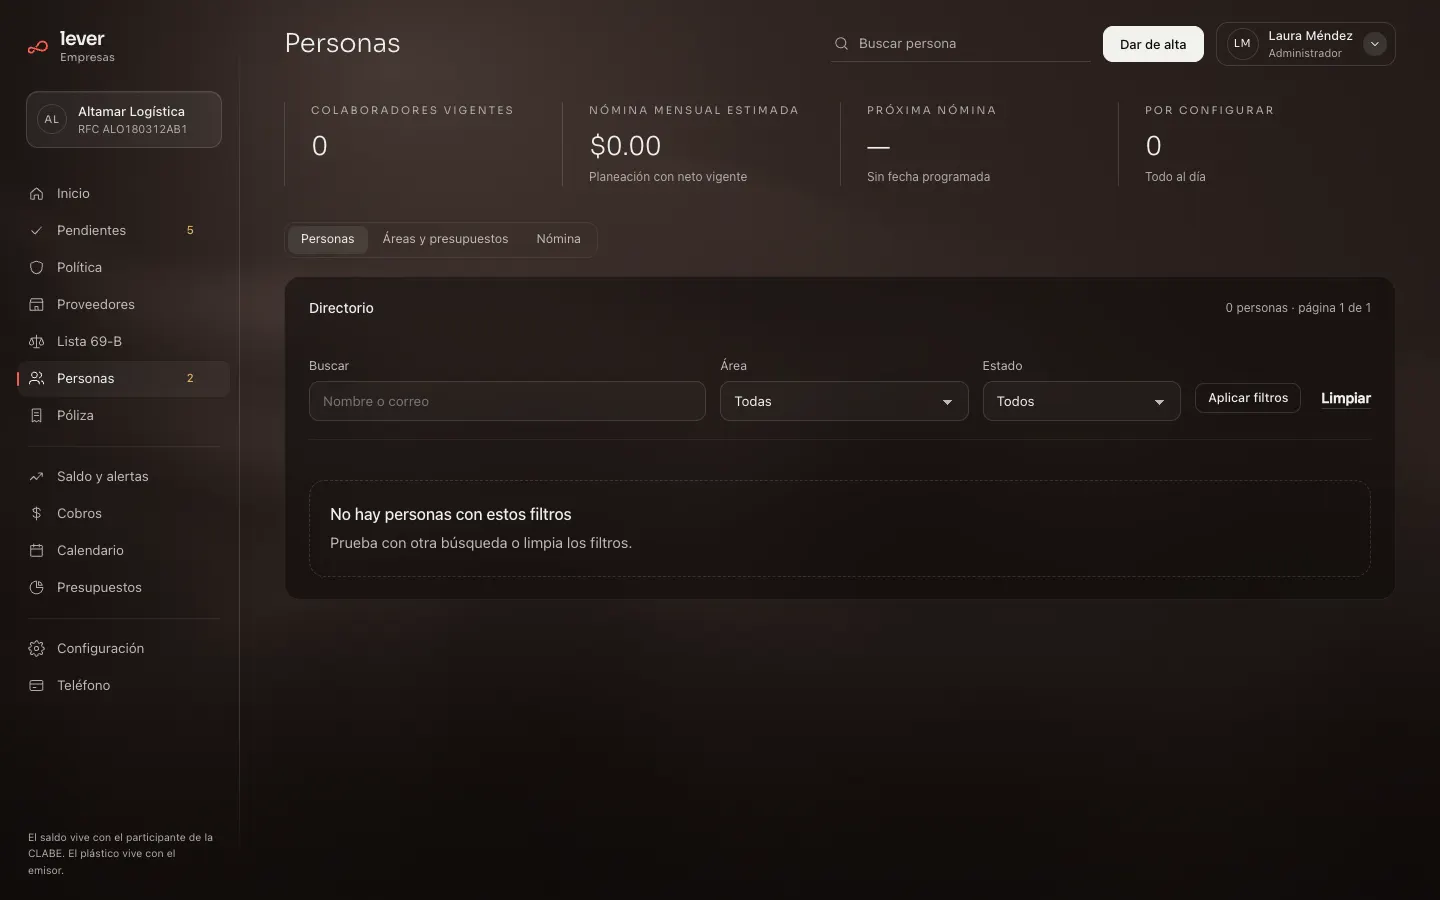 lever
Empresas
AL
Altamar Logística
RFC ALO180312AB1
Inicio
Pendientes 5
Política
Proveedores
Lista 69-B
Personas 2
Póliza
Saldo y alertas
Cobros
Calendario
Presupuestos
Configuración
Teléfono
El saldo vive con el participante de la
CLABE. El plástico vive con el
emisor.
Personas
Buscar persona
Dar de alta
LM
Laura Méndez
Administrador
COLABORADORES VIGENTES
0
NÓMINA MENSUAL ESTIMADA
$0.00
Planeación con neto vigente
PRÓXIMA NÓMINA
—
Sin fecha programada
POR CONFIGURAR
0
Todo al día
Personas Áreas y presupuestos Nómina
Directorio
0 personas · página 1 de 1
Buscar
Nombre o correo
Área
Todas
Estado
Todos
Aplicar filtros
Limpiar
No hay personas con estos filtros
Prueba con otra búsqueda o limpia los filtros.